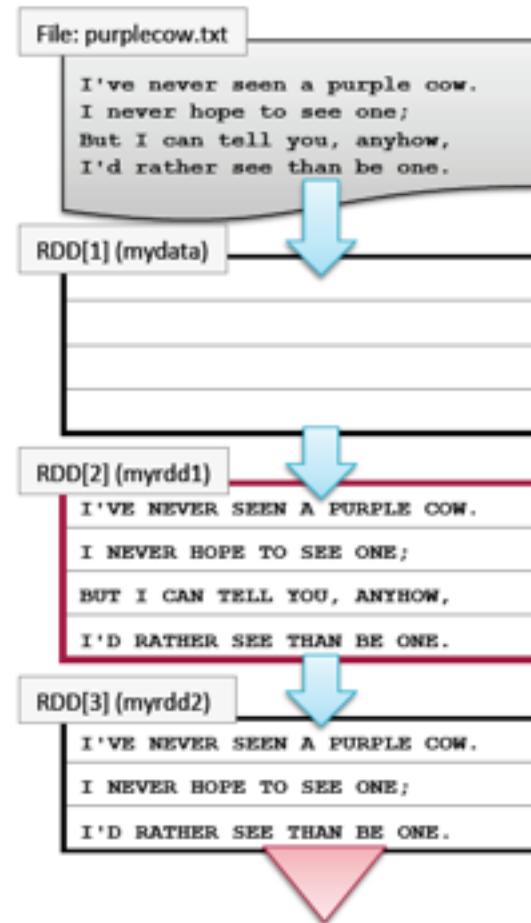 File: purplecow.txt
I've never seen a purple cow.
I never hope to see one;
But I can tell you, anyhow,
I'd rather see than be one.
RDD[1] (mydata)
RDD[2] (myrdd1)
I'VE NEVER SEEN A PURPLE COW.
I NEVER HOPE TO SEE ONE;
BUT I CAN TELL YOU, ANYHOW,
I'D RATHER SEE THAN BE ONE.
RDD[3] (myrdd2)
I'VE NEVER SEEN A PURPLE COW.
I NEVER HOPE TO SEE ONE;
I'D RATHER SEE THAN BE ONE.